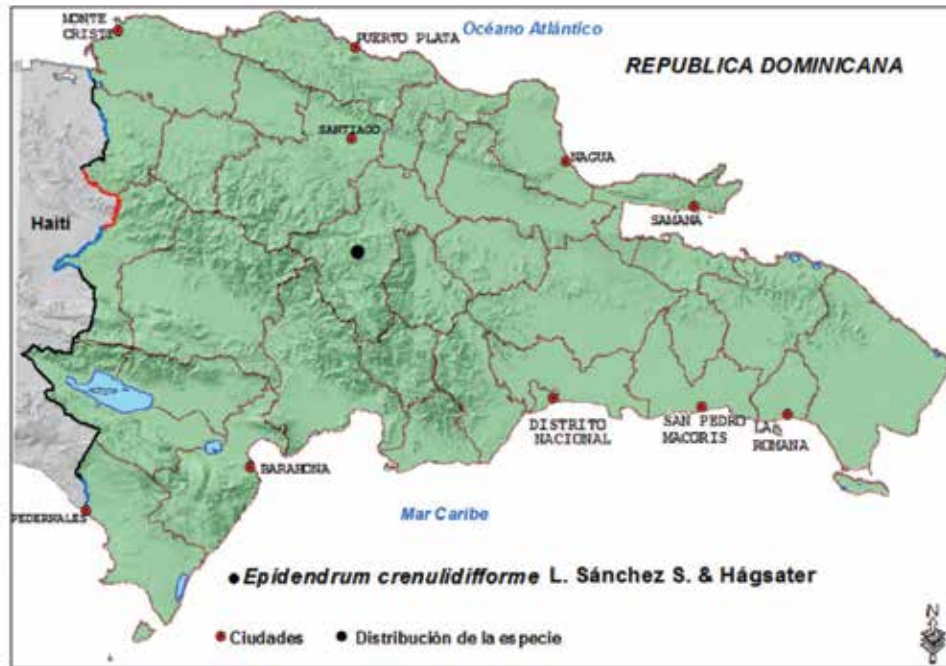 MONTE
CRISTI
PUERTO PLATA
Océano Atlántico
REPUBLICA DOMINICANA
SANTIAGO
NAGUA
SAMANA
Haití
DISTRITO
NACIONAL
SAN PEDRO
MACORIS
LA
ROMANA
BARAHONA
PEDERNALES
Mar Caribe
Epidendrum crenulidifforme L. Sánchez S. & Hágsater
Ciudades
Distribución de la especie
N